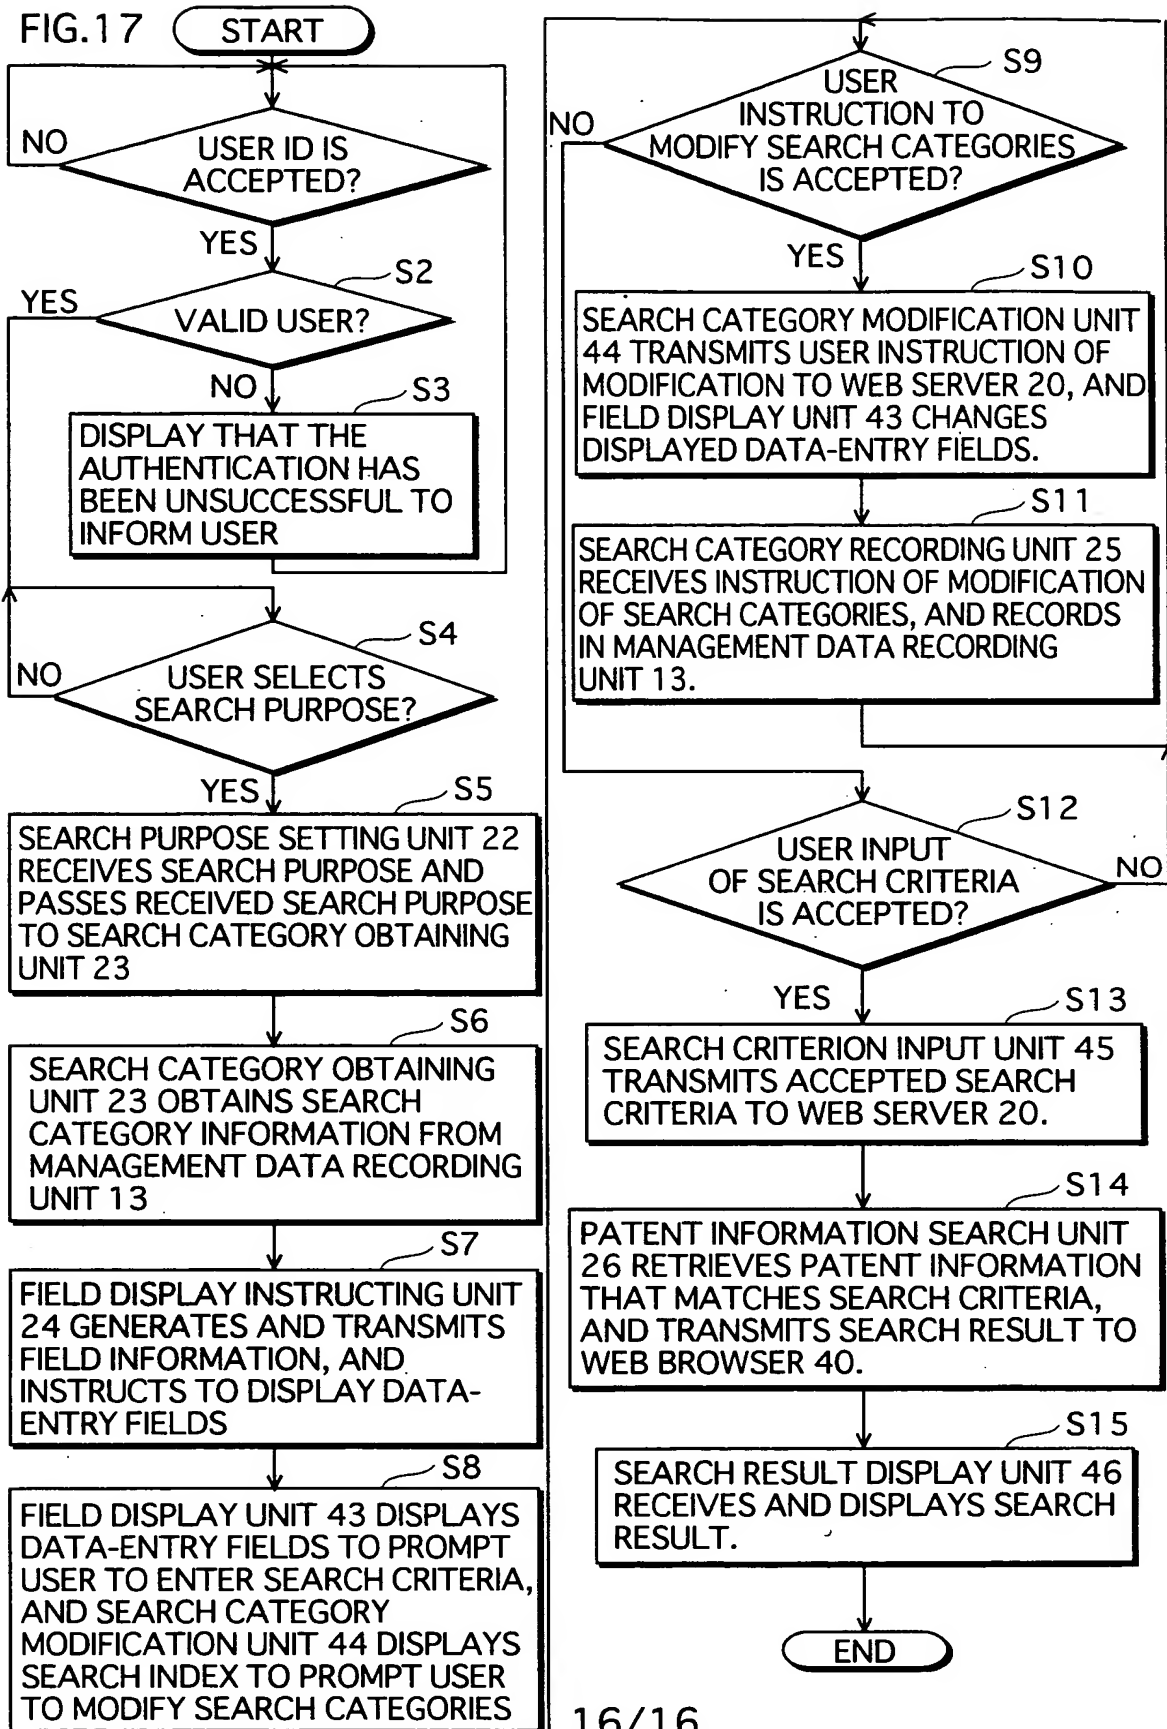 FIG.17
START
NO
USER ID IS
ACCEPTED?
YES
S2
YES
VALID USER?
NO
S3
DISPLAY THAT THE
AUTHENTICATION HAS
BEEN UNSUCCESSFUL TO
INFORM USER
S4
NO
USER SELECTS
SEARCH PURPOSE?
YES
S5
SEARCH PURPOSE SETTING UNIT 22
RECEIVES SEARCH PURPOSE AND
PASSES RECEIVED SEARCH PURPOSE
TO SEARCH CATEGORY OBTAINING
UNIT 23
S6
SEARCH CATEGORY OBTAINING
UNIT 23 OBTAINS SEARCH
CATEGORY INFORMATION FROM
MANAGEMENT DATA RECORDING
UNIT 13
S7
FIELD DISPLAY INSTRUCTING UNIT
24 GENERATES AND TRANSMITS
FIELD INFORMATION, AND
INSTRUCTS TO DISPLAY DATA-
ENTRY FIELDS
S8
FIELD DISPLAY UNIT 43 DISPLAYS
DATA-ENTRY FIELDS TO PROMPT
USER TO ENTER SEARCH CRITERIA,
AND SEARCH CATEGORY
MODIFICATION UNIT 44 DISPLAYS
SEARCH INDEX TO PROMPT USER
TO MODIFY SEARCH CATEGORIES
S9
NO
USER
INSTRUCTION TO
MODIFY SEARCH CATEGORIES
IS ACCEPTED?
YES
S10
SEARCH CATEGORY MODIFICATION UNIT
44 TRANSMITS USER INSTRUCTION OF
MODIFICATION TO WEB SERVER 20, AND
FIELD DISPLAY UNIT 43 CHANGES
DISPLAYED DATA-ENTRY FIELDS.
S11
SEARCH CATEGORY RECORDING UNIT 25
RECEIVES INSTRUCTION OF MODIFICATION
OF SEARCH CATEGORIES, AND RECORDS
IN MANAGEMENT DATA RECORDING
UNIT 13.
S12
USER INPUT
OF SEARCH CRITERIA
IS ACCEPTED?
NO
YES
S13
SEARCH CRITERION INPUT UNIT 45
TRANSMITS ACCEPTED SEARCH
CRITERIA TO WEB SERVER 20.
S14
PATENT INFORMATION SEARCH UNIT
26 RETRIEVES PATENT INFORMATION
THAT MATCHES SEARCH CRITERIA,
AND TRANSMITS SEARCH RESULT TO
WEB BROWSER 40.
S15
SEARCH RESULT DISPLAY UNIT 46
RECEIVES AND DISPLAYS SEARCH
RESULT.
END
16/16